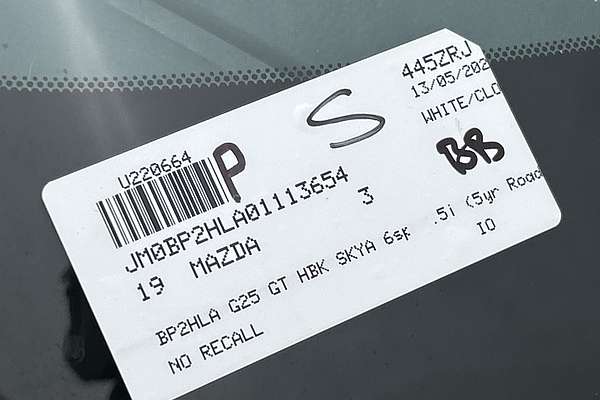 445ZRJ
13/05/202
WHITE/CLO
U220664
P
S
BB
JM0BP2HLA01113654
19 MAZDA 3
BP2HLA G25 GT HBK SKYA 6sp .5i (5yr Road
NO RECALL IO